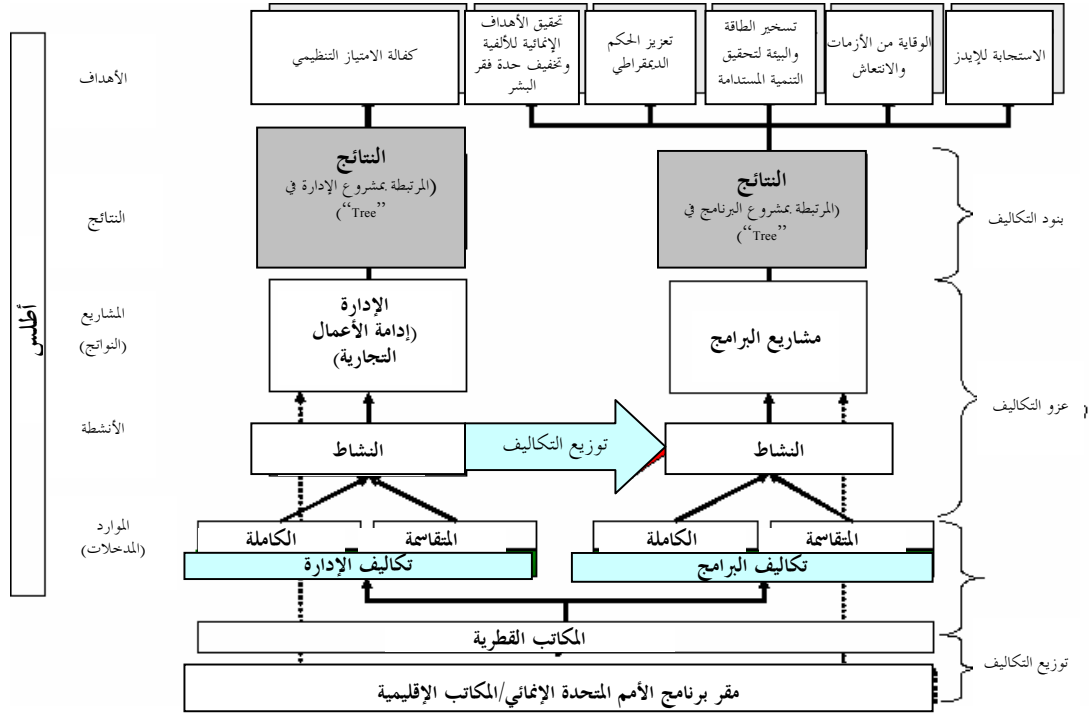 الأهداف
كفالة الامتياز التنظيمي
تحقيق الأهداف
الإنمائية للألفية
وتخفيف حدة فقر
البشر
تعزيز الحكم
الديمقراطي
تسخير الطاقة
والبيئة لتحقيق
التنمية المستدامة
الوقاية من الأزمات
والانتعاش
الاستجابة للإيدز
أطلس
النتائج
النتائج
(المرتبطة بمشروع الإدارة في
”Tree“)
النتائج
(المرتبطة بمشروع البرنامج في
”Tree“)
بنود التكاليف
المشاريع
(النواتج)
الإدارة
(إدامة الأعمال
التجارية)
مشاريع البرامج
عزو التكاليف
الأنشطة
النشاط
توزيع التكاليف
النشاط
الموارد
(المدخلات)
الكاملة
المتقاسمة
الكاملة
المتقاسمة
تكاليف الإدارة
تكاليف البرامج
المكاتب القطرية
توزيع التكاليف
مقر برنامج الأمم المتحدة الإنمائي/المكاتب الإقليمية